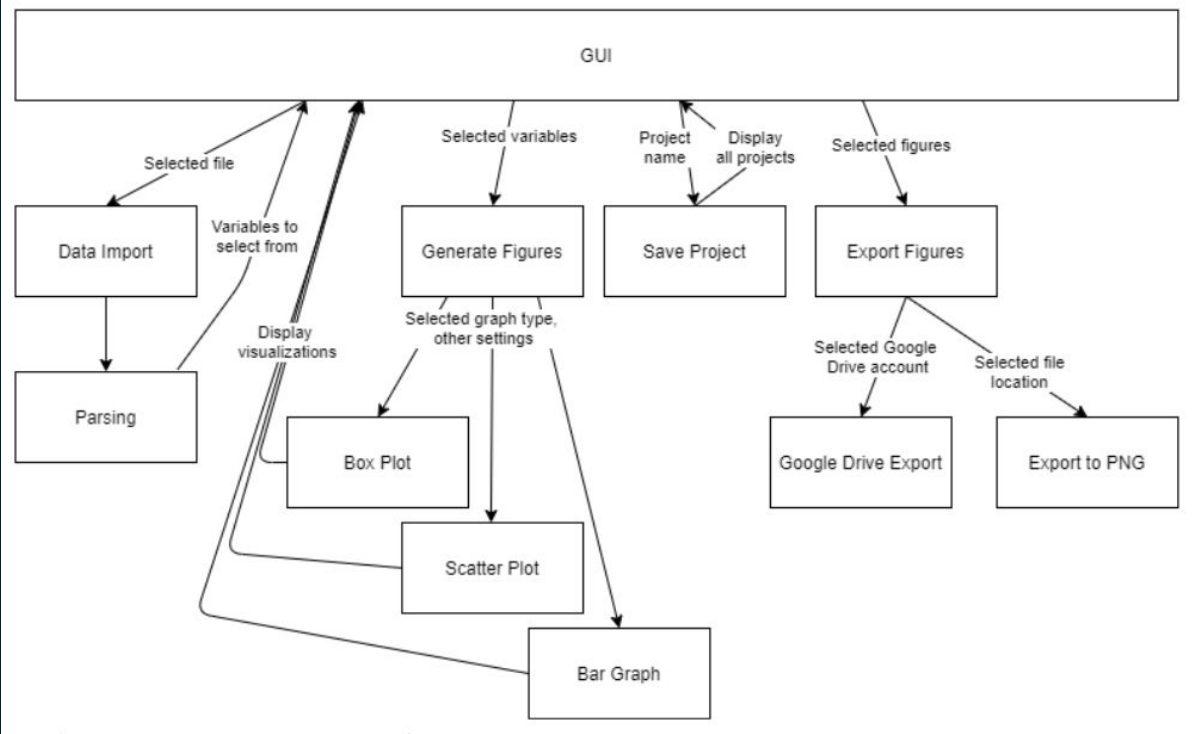 GUI
Selected variables
Project
name
Display
all projects
Selected figures
Selected file
Variables to
select from
Data Import
Generate Figures
Save Project
Export Figures
Selected graph type,
other settings
Display
visualizations
Selected Google
Drive account
Selected file
location
Parsing
Box Plot
Google Drive Export
Export to PNG
Scatter Plot
Bar Graph